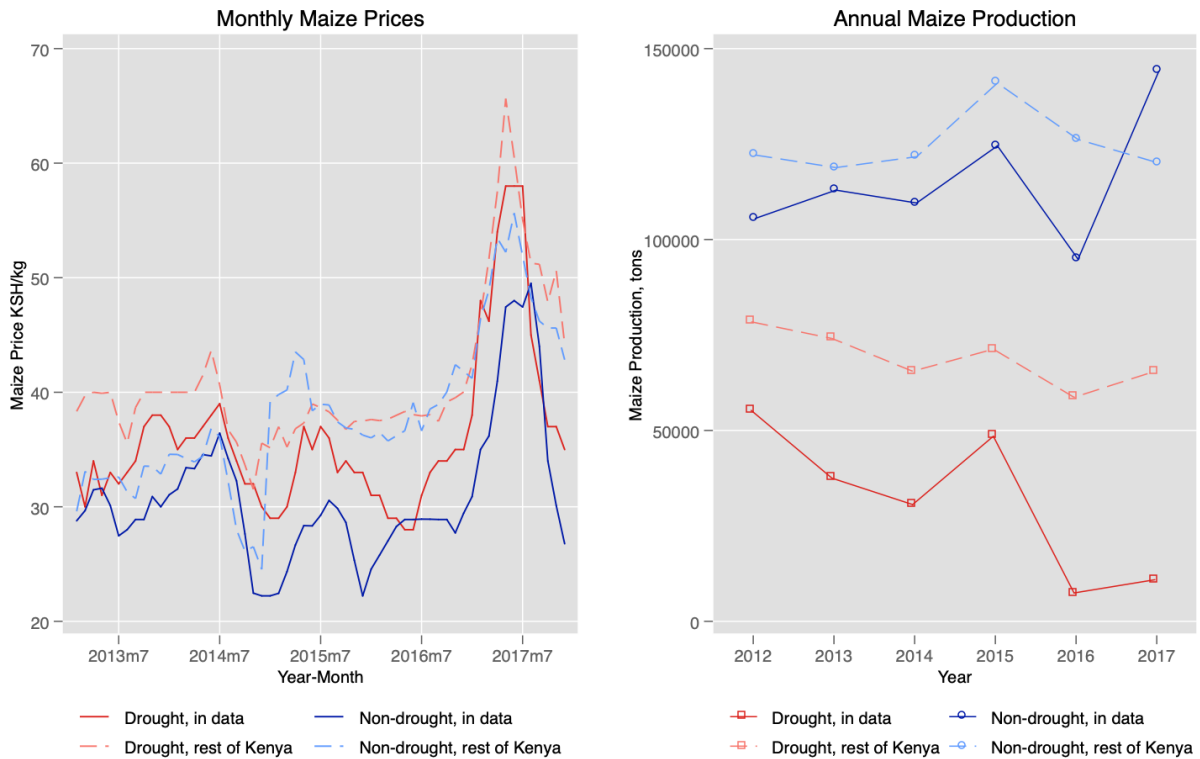 Monthly Maize Prices
Maize Price KSH/kg
70
60
50
40
30
20
2013m7 2014m7 2015m7 2016m7 2017m7
Year-Month
Drought, in data Non-drought, in data
Drought, rest of Kenya Non-drought, rest of Kenya
Annual Maize Production
Maize Production, tons
150000
100000
50000
0
2012 2013 2014 2015 2016 2017
Year
Drought, in data Non-drought, in data
Drought, rest of Kenya Non-drought, rest of Kenya